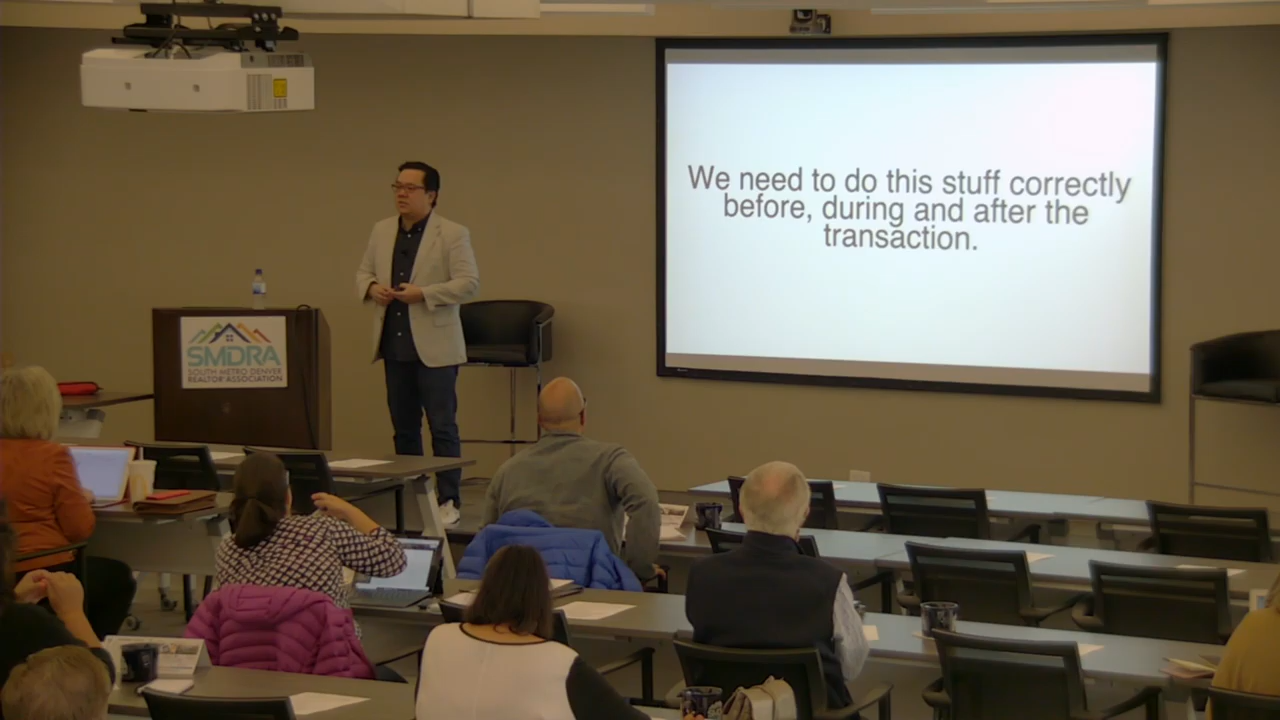 We need to do this stuff correctly
before, during and after the
transaction.
SMDRA
SOUTH METRO DENVER
REALTOR® ASSOCIATION